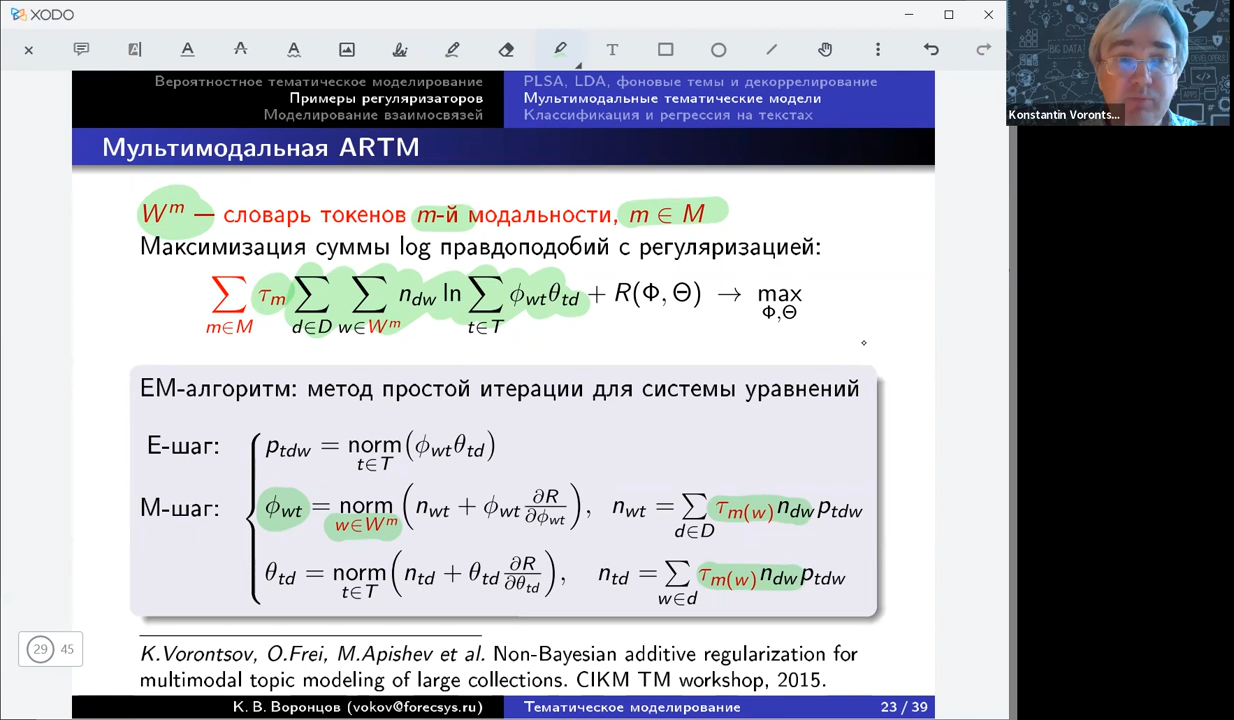 XODO
Вероятностное тематическое моделирование
Примеры регуляризаторов
Моделирование взаимосвязей
PLSA, LDA, фоновые темы и декоррелирование
Мультимодальные тематические модели
Классификация и регрессия на текстах
Konstantin Voronts...
Мультимодальная ARTM
W^m — словарь токенов m-й модальности, m ∈ M
Максимизация суммы log правдоподобий с регуляризацией:
∑_{m∈M} τ_m ∑_{d∈D} ∑_{w∈W^m} n_{dw} ln ∑_{t∈T} ϕ_{wt}θ_{td} + R(Φ, Θ) → max_{Φ,Θ}
EM-алгоритм: метод простой итерации для системы уравнений
E-шаг: p_{tdw} = norm_{t∈T}(ϕ_{wt}θ_{td})
M-шаг: ϕ_{wt} = norm_{w∈W^m}(n_{wt} + ϕ_{wt} ∂R/∂ϕ_{wt}), n_{wt} = ∑_{d∈D} τ_{m(w)} n_{dw} p_{tdw}
θ_{td} = norm_{t∈T}(n_{td} + θ_{td} ∂R/∂θ_{td}), n_{td} = ∑_{w∈d} τ_{m(w)} n_{dw} p_{tdw}
29 45
K.Vorontsov, O.Frei, M.Apishev et al. Non-Bayesian additive regularization for
multimodal topic modeling of large collections. CIKM TM workshop, 2015.
К. В. Воронцов (vokov@forecsys.ru) Тематическое моделирование 23 / 39